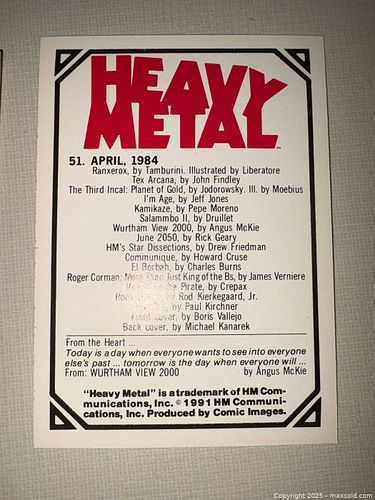 HEAVY
METAL™
51. APRIL, 1984
Ranxerox, by Tamburini. Illustrated by Liberatore
Tex Arcana, by John Findley
The Third Incal: Planet of Gold, by Jodorowsky. Ill. by Moebius
I'm Age, by Jeff Jones
Kamikaze, by Pepe Moreno
Salammbo II, by Druillet
Wurtham View 2000, by Angus McKie
June 2050, by Rick Geary
HM's Star Dissections, by Drew Friedman
Communique, by Howard Cruse
El Borbah, by Charles Burns
Roger Corman: More than Just King of the Bs, by James Verniere
the Pirate, by Crepax
Rod Kierkegaard, Jr.
by Paul Kirchner
Front cover, by Boris Vallejo
Back cover, by Michael Kanarek
From the Heart ...
Today is a day when everyone wants to see into everyone
else's past ... tomorrow is the day when everyone will ...
From: WURTHAM VIEW 2000 by Angus McKie
"Heavy Metal" is a trademark of HM Com-
munications, Inc. © 1991 HM Communi-
cations, Inc. Produced by Comic Images.
Copyright 2025 - maxsold.com